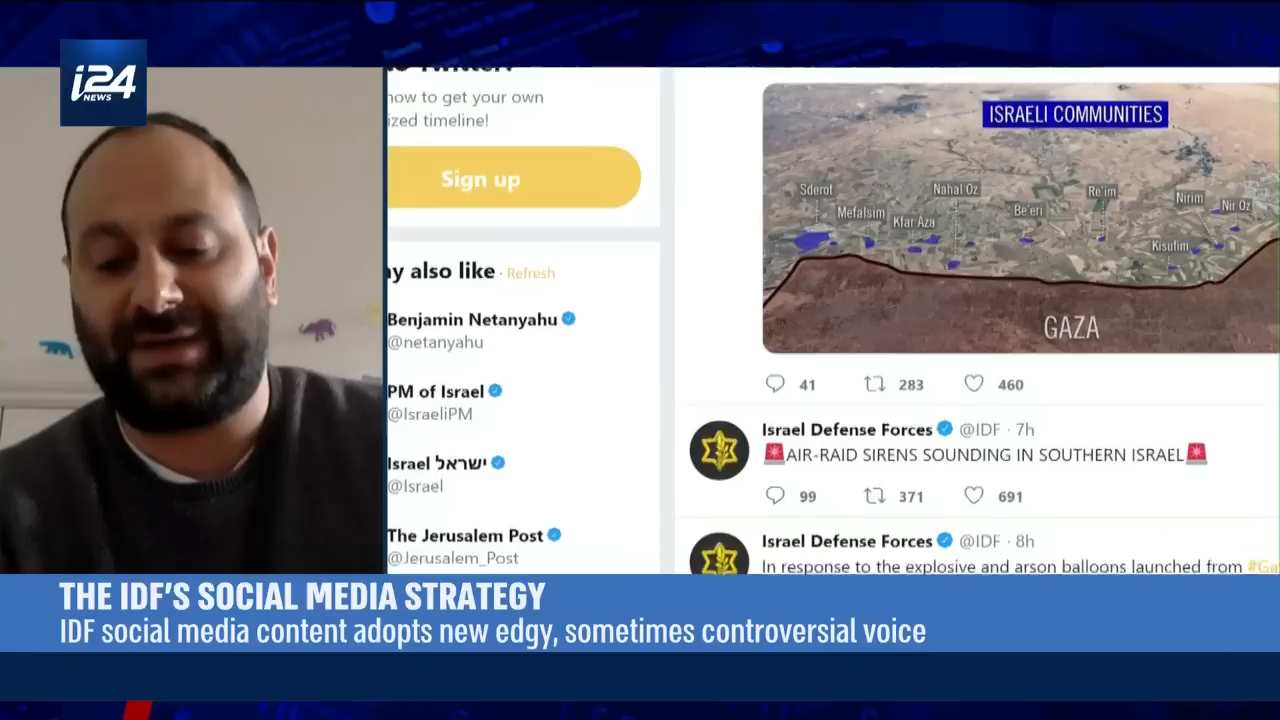 i24
NEWS
to Twitter?
now to get your own
ized timeline!
Sign up
y also like · Refresh
Benjamin Netanyahu
@netanyahu
PM of Israel
@IsraeliPM
Israel ישראל
@Israel
The Jerusalem Post
@Jerusalem_Post
ISRAELI COMMUNITIES
Sderot
Mefalsim
Kfar Aza
Nahal Oz
Be'eri
Re'im
Nirim
Nir Oz
Kisufim
GAZA
41 283 460
Israel Defense Forces @IDF · 7h
🚨AIR-RAID SIRENS SOUNDING IN SOUTHERN ISRAEL🚨
99 371 691
Israel Defense Forces @IDF · 8h
In response to the explosive and arson balloons launched from #Ga
THE IDF'S SOCIAL MEDIA STRATEGY
IDF social media content adopts new edgy, sometimes controversial voice